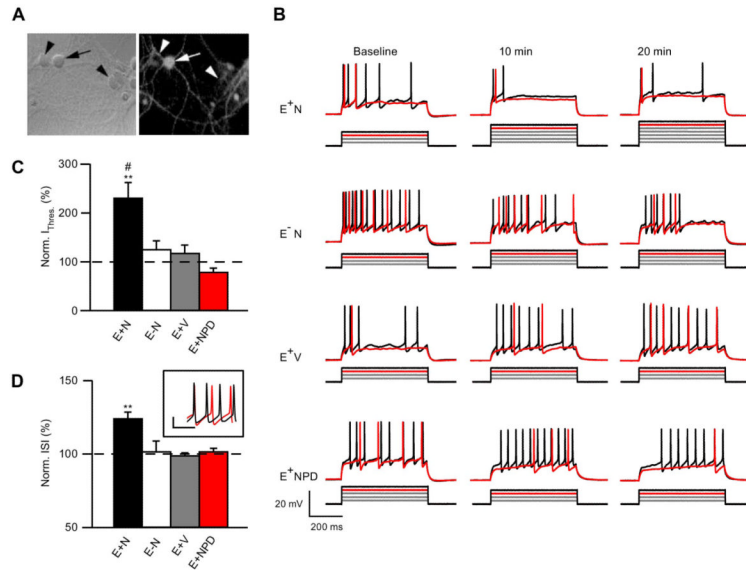 A
B
Baseline
10 min
20 min
E⁺N
E⁻N
E⁺V
E⁺NPD
20 mV
200 ms
C
Norm. I_Thres. (%)
300
200
100
0
#
**
E+N
E-N
E+V
E+NPD
D
Norm. ISI (%)
150
100
50
**
E+N
E-N
E+V
E+NPD